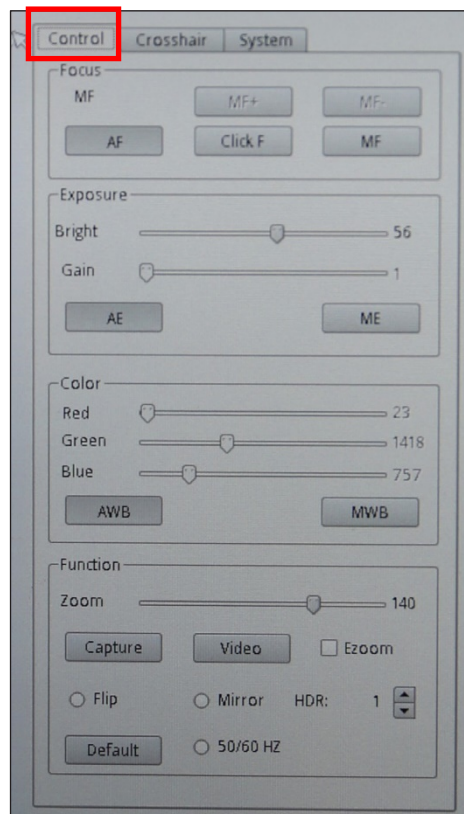 Control Crosshair System
Focus
MF MF+ MF-
AF Click F MF
Exposure
Bright 56
Gain 1
AE ME
Color
Red 23
Green 1418
Blue 757
AWB MWB
Function
Zoom 140
Capture Video Ezoom
Flip Mirror HDR: 1
Default 50/60 HZ